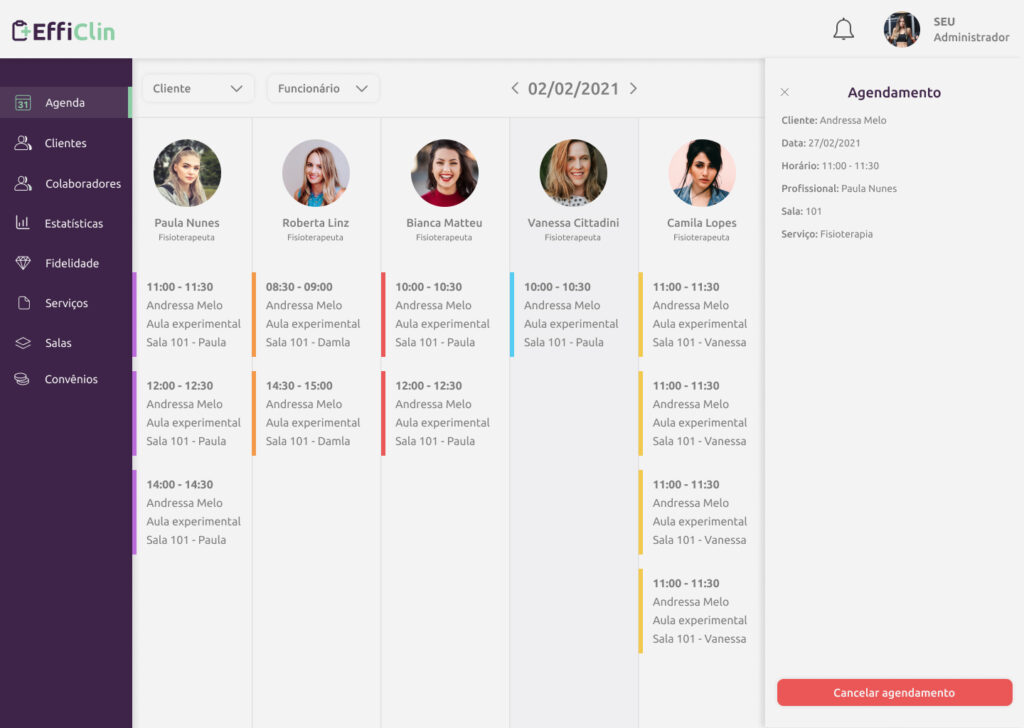 EffiClin
SEU
Administrador
31
Agenda
Clientes
Colaboradores
Estatísticas
Fidelidade
Serviços
Salas
Convênios
Cliente
Funcionário
02/02/2021
Paula Nunes
Fisioterapeuta
11:00 - 11:30
Andressa Melo
Aula experimental
Sala 101 - Paula
12:00 - 12:30
Andressa Melo
Aula experimental
Sala 101 - Paula
14:00 - 14:30
Andressa Melo
Aula experimental
Sala 101 - Paula
Roberta Linz
Fisioterapeuta
08:30 - 09:00
Andressa Melo
Aula experimental
Sala 101 - Damla
14:30 - 15:00
Andressa Melo
Aula experimental
Sala 101 - Damla
Bianca Matteu
Fisioterapeuta
10:00 - 10:30
Andressa Melo
Aula experimental
Sala 101 - Paula
12:00 - 12:30
Andressa Melo
Aula experimental
Sala 101 - Paula
Vanessa Cittadini
Fisioterapeuta
10:00 - 10:30
Andressa Melo
Aula experimental
Sala 101 - Paula
Camila Lopes
Fisioterapeuta
11:00 - 11:30
Andressa Melo
Aula experimental
Sala 101 - Vanessa
11:00 - 11:30
Andressa Melo
Aula experimental
Sala 101 - Vanessa
11:00 - 11:30
Andressa Melo
Aula experimental
Sala 101 - Vanessa
11:00 - 11:30
Andressa Melo
Aula experimental
Sala 101 - Vanessa
Agendamento
Cliente: Andressa Melo
Data: 27/02/2021
Horário: 11:00 - 11:30
Profissional: Paula Nunes
Sala: 101
Serviço: Fisioterapia
Cancelar agendamento